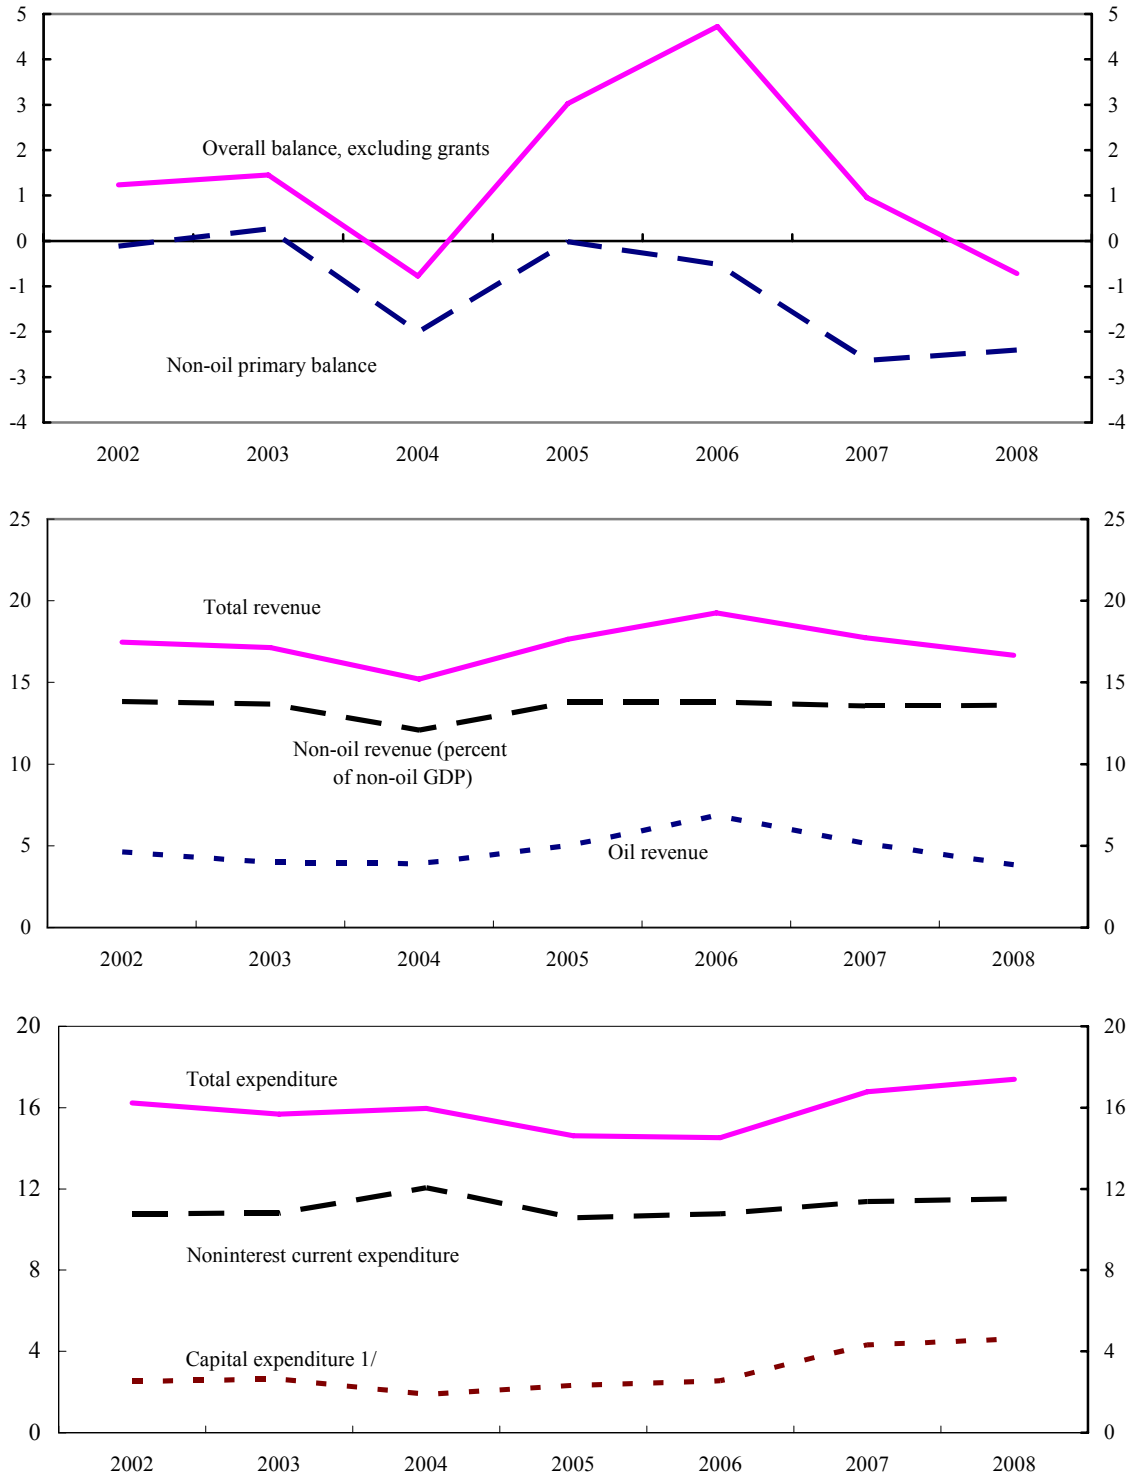 5 5
4 4
3 3
Overall balance, excluding grants
2 2
1 1
0 0
-1 -1
-2 -2
Non-oil primary balance
-3 -3
-4 -4
2002 2003 2004 2005 2006 2007 2008
25 25
20 20
Total revenue
15 15
Non-oil revenue (percent
of non-oil GDP)
10 10
5 5
Oil revenue
0 0
2002 2003 2004 2005 2006 2007 2008
20 20
Total expenditure
16 16
12 12
Noninterest current expenditure
8 8
4 4
Capital expenditure 1/
0 0
2002 2003 2004 2005 2006 2007 2008